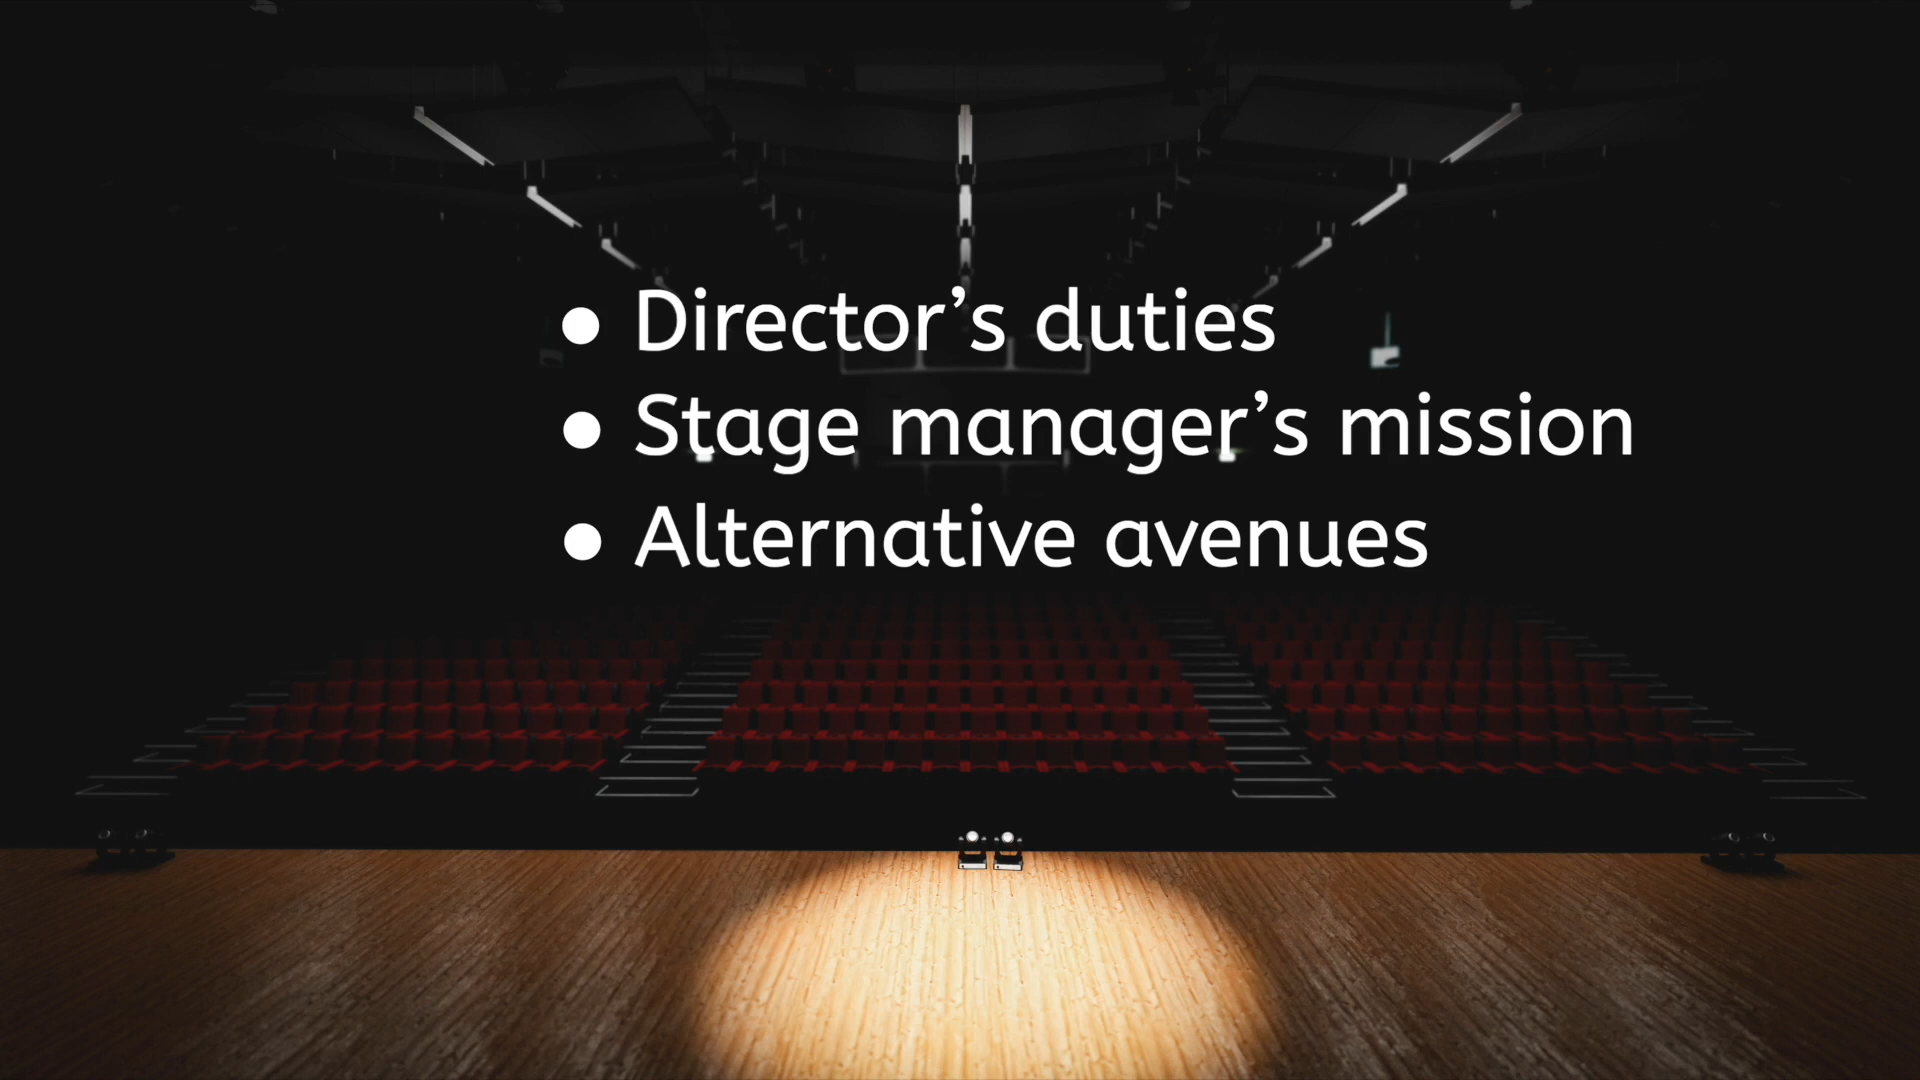 • Director’s duties
• Stage manager’s mission
• Alternative avenues